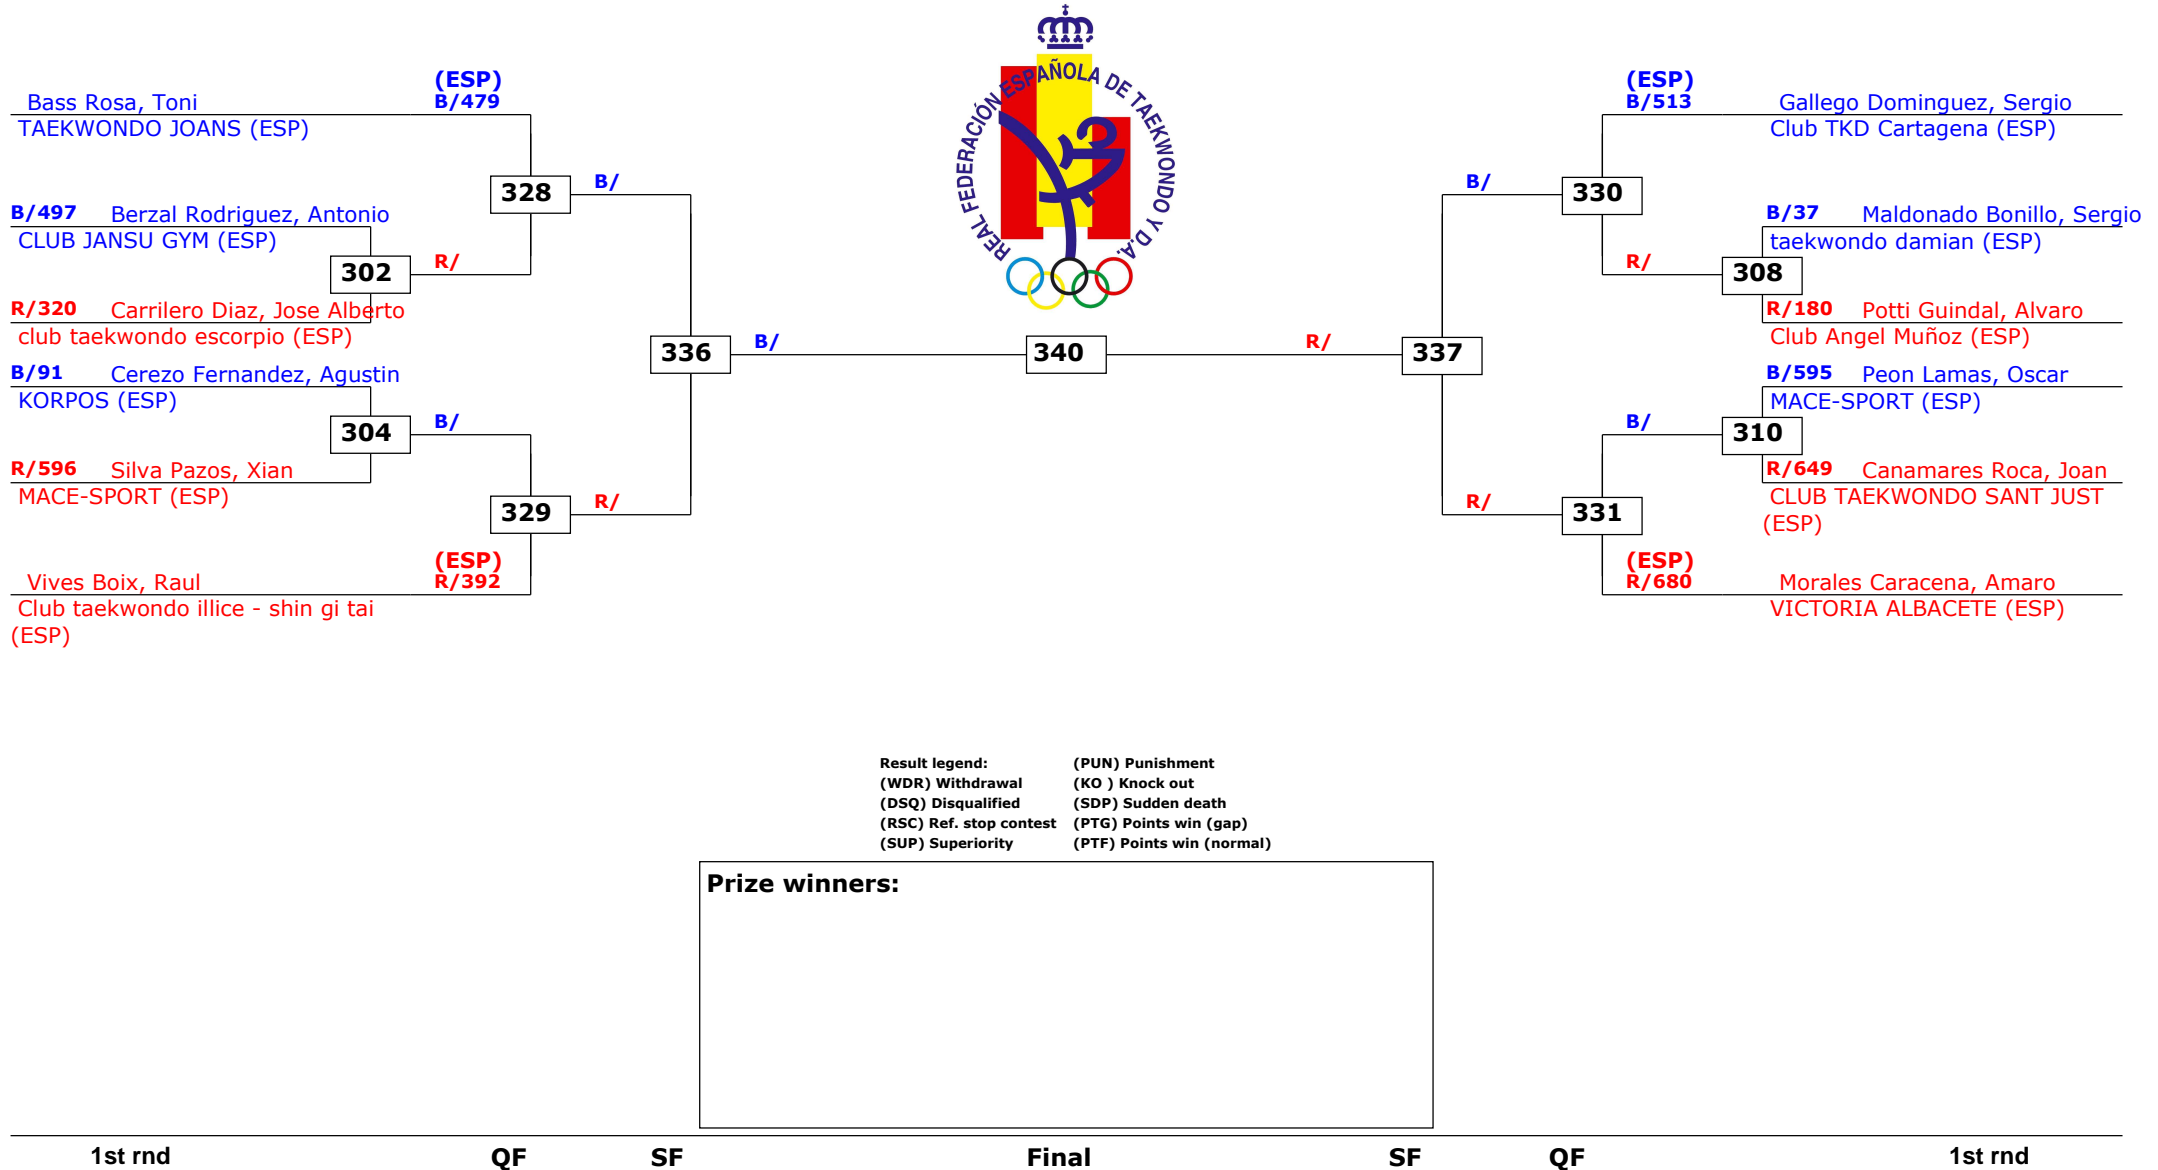 REAL FEDERACIÓN ESPAÑOLA DE TAEKWONDO Y D.A.
(ESP)
Bass Rosa, Toni B/479
TAEKWONDO JOANS (ESP)
328
B/
B/497 Berzal Rodriguez, Antonio
CLUB JANSU GYM (ESP)
302
R/
R/320 Carrilero Diaz, Jose Alberto
club taekwondo escorpio (ESP)
336
B/
B/91 Cerezo Fernandez, Agustin
KORPOS (ESP)
304
B/
R/596 Silva Pazos, Xian
MACE-SPORT (ESP)
329
R/
(ESP)
Vives Boix, Raul R/392
Club taekwondo illice - shin gi tai
(ESP)
340
(ESP)
B/513 Gallego Dominguez, Sergio
Club TKD Cartagena (ESP)
B/
330
B/37 Maldonado Bonillo, Sergio
taekwondo damian (ESP)
R/
308
R/180 Potti Guindal, Alvaro
Club Angel Muñoz (ESP)
R/
337
B/595 Peon Lamas, Oscar
MACE-SPORT (ESP)
B/
310
R/649 Canamares Roca, Joan
CLUB TAEKWONDO SANT JUST
(ESP)
R/
331
(ESP)
R/680 Morales Caracena, Amaro
VICTORIA ALBACETE (ESP)
Result legend: (PUN) Punishment
(WDR) Withdrawal (KO ) Knock out
(DSQ) Disqualified (SDP) Sudden death
(RSC) Ref. stop contest (PTG) Points win (gap)
(SUP) Superiority (PTF) Points win (normal)
Prize winners:
1st rnd QF SF Final SF QF 1st rnd